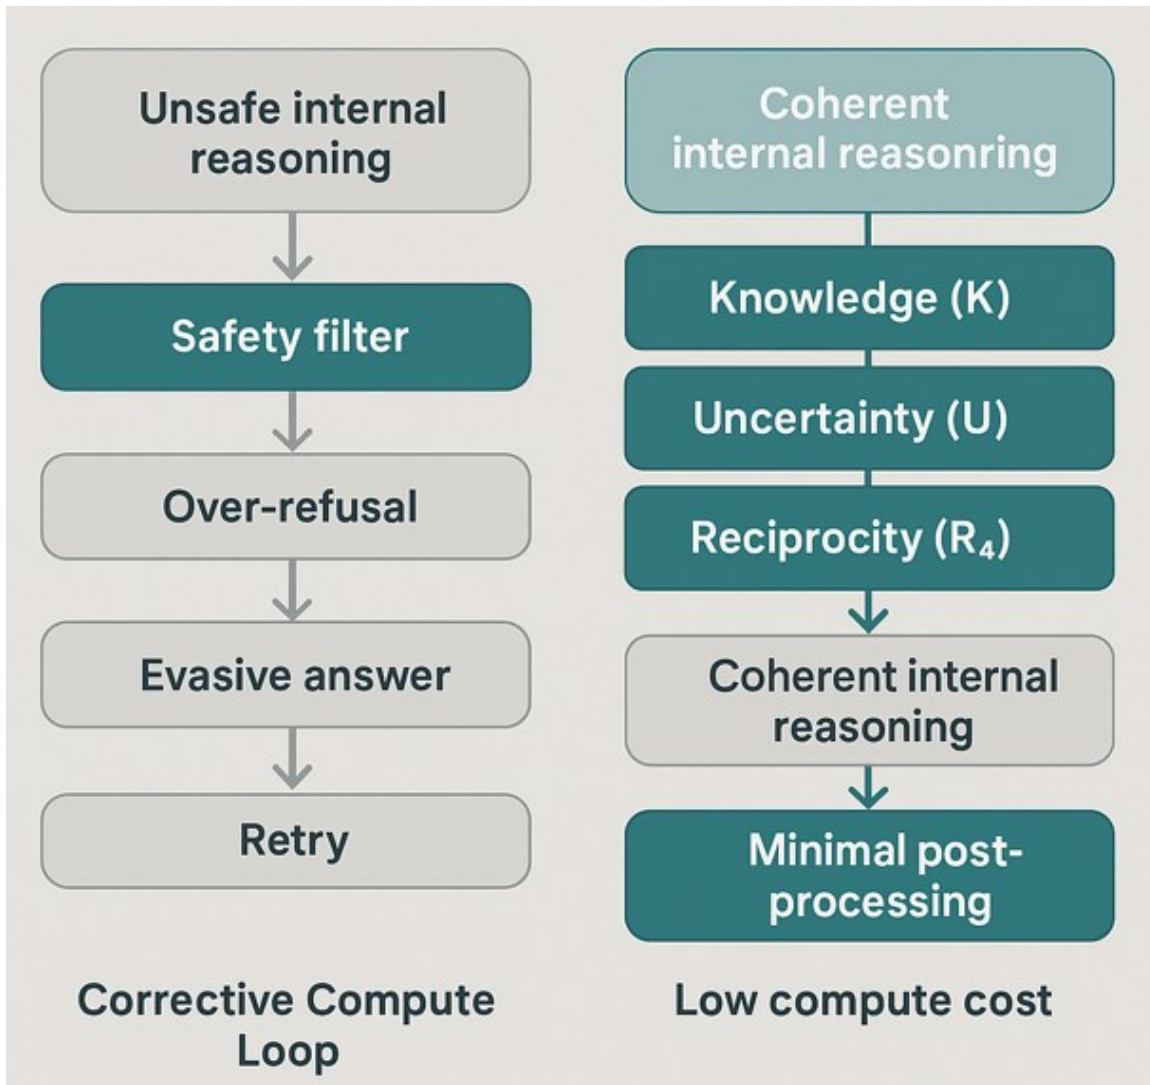 Unsafe internal
reasoning
Safety filter
Over-refusal
Evasive answer
Retry
Corrective Compute
Loop
Coherent
internal reasonring
Knowledge (K)
Uncertainty (U)
Reciprocity (R₄)
Coherent internal
reasoning
Minimal post-
processing
Low compute cost